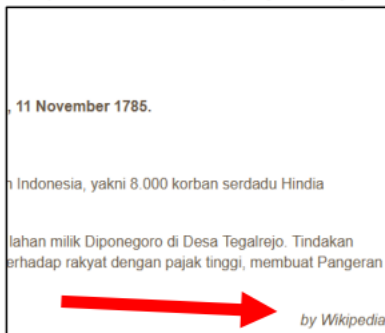 , 11 November 1785.
n Indonesia, yakni 8.000 korban serdadu Hindia
lahan milik Diponegoro di Desa Tegalrejo. Tindakan
erhadap rakyat dengan pajak tinggi, membuat Pangeran
by Wikipedia